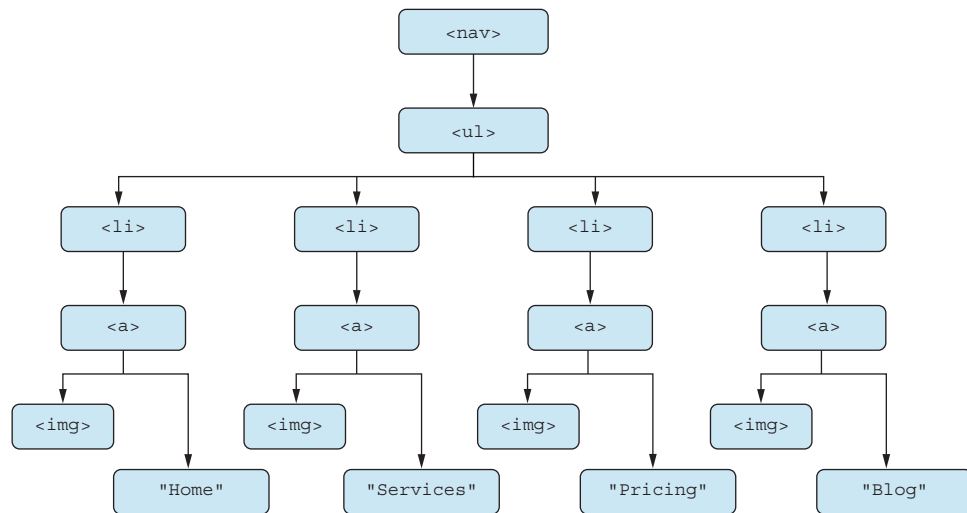 <nav>
<ul>
<li> <li> <li> <li>
<a> <a> <a> <a>
<img> <img> <img> <img>
"Home" "Services" "Pricing" "Blog"